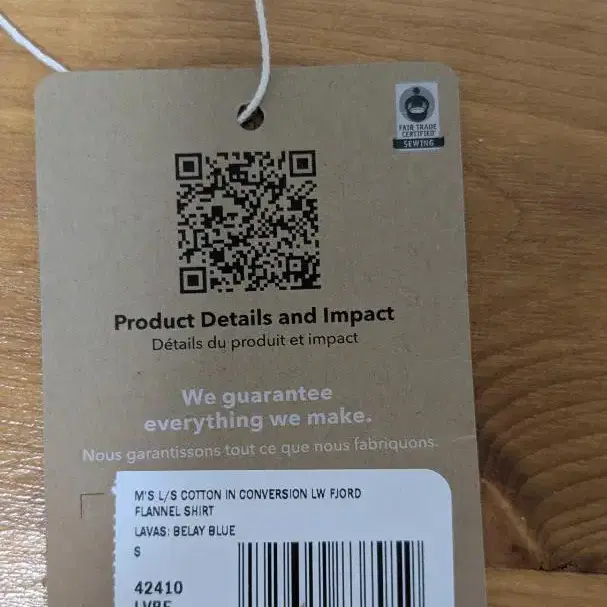 FAIR TRADE
CERTIFIED
SEWING
Product Details and Impact
Détails du produit et impact
We guarantee
everything we make.
Nous garantissons tout ce que nous fabriquons.
M'S L/S COTTON IN CONVERSION LW FJORD
FLANNEL SHIRT
LAVAS: BELAY BLUE
S
42410